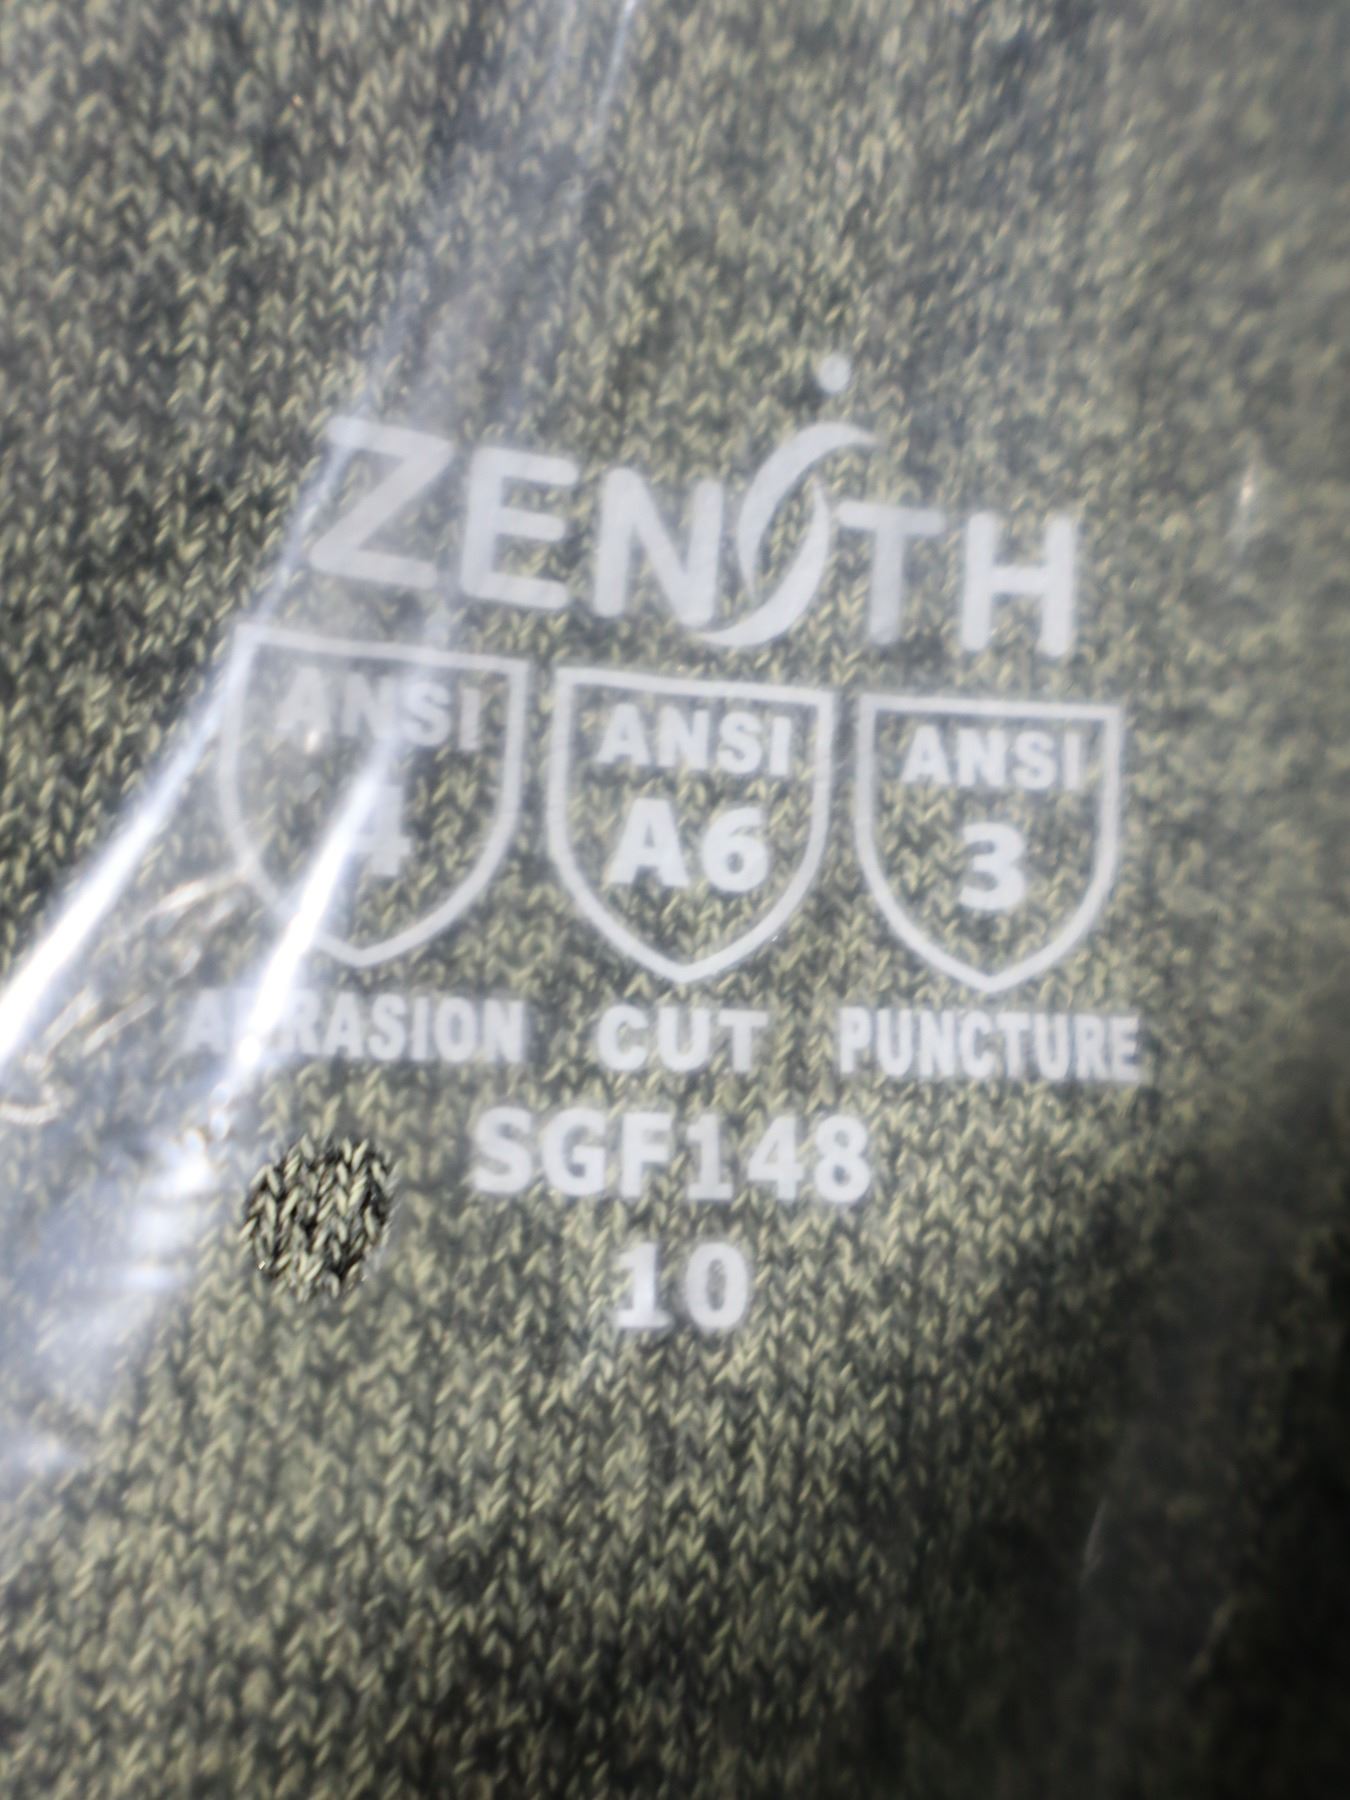 ZENITH
ANSI ANSI ANSI
4 A6 3
ABRASION CUT PUNCTURE
SGF148
10